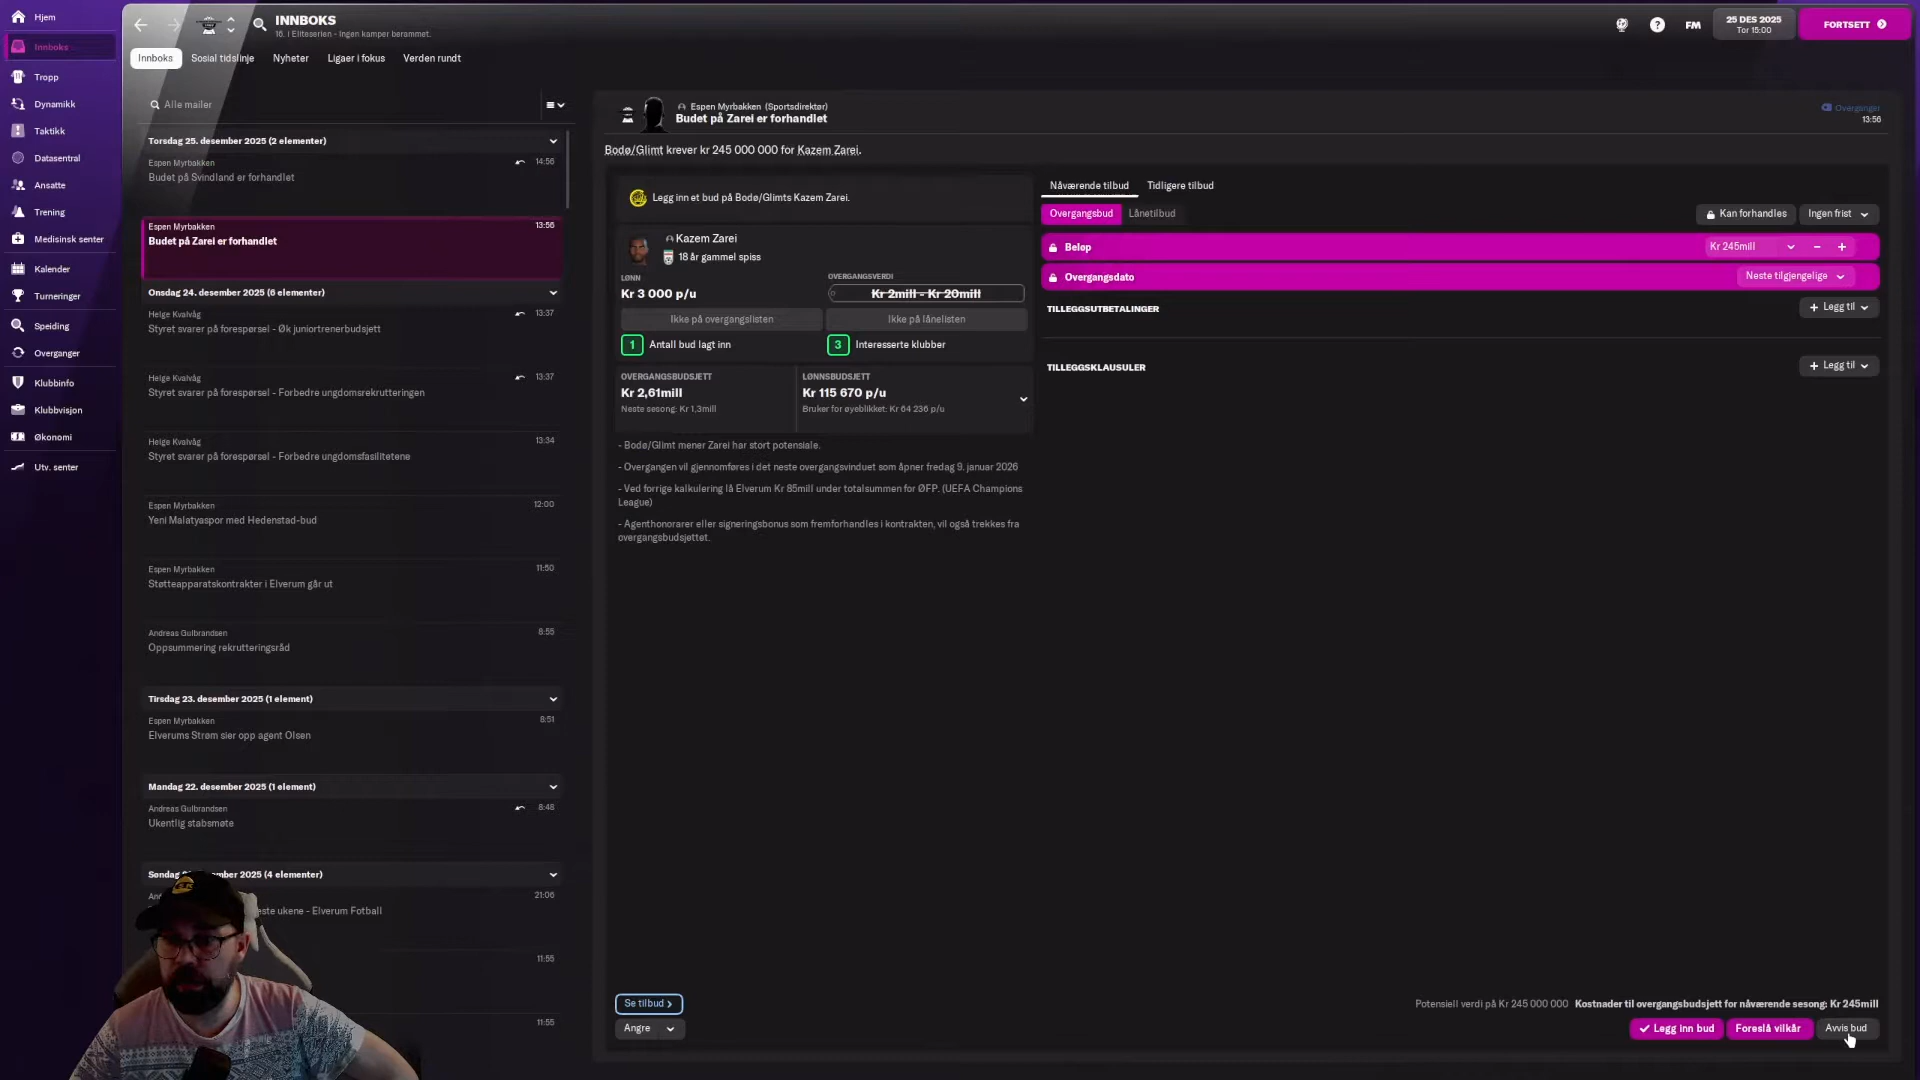 Hjem
Innboks
Tropp
Dynamikk
Taktikk
Datasentral
Ansatte
Trening
Medisinsk senter
Kalender
Turneringer
Speiding
Overganger
Klubbinfo
Klubbvisjon
Økonomi
Utv. senter
INNBOKS
16. i Eliteserien - Ingen kamper berammet.
FM
25 DES 2025
Tor 15:00
FORTSETT
Innboks
Sosial tidslinje
Nyheter
Ligaer i fokus
Verden rundt
Alle mailer
Torsdag 25. desember 2025 (2 elementer)
Espen Myrbakken 14:56
Budet på Svindland er forhandlet
Espen Myrbakken 13:56
Budet på Zarei er forhandlet
Onsdag 24. desember 2025 (6 elementer)
Helge Kvalvåg 13:37
Styret svarer på forespørsel - Øk juniortrenerbudsjett
Helge Kvalvåg 13:37
Styret svarer på forespørsel - Forbedre ungdomsrekrutteringen
Helge Kvalvåg 13:34
Styret svarer på forespørsel - Forbedre ungdomsfasilitetene
Espen Myrbakken 12:00
Yeni Malatyaspor med Hedenstad-bud
Espen Myrbakken 11:50
Støtteapparatskontrakter i Elverum går ut
Andreas Gulbrandsen 8:55
Oppsummering rekrutteringsråd
Tirsdag 23. desember 2025 (1 element)
Espen Myrbakken 8:51
Elverums Strøm sier opp agent Olsen
Mandag 22. desember 2025 (1 element)
Andreas Gulbrandsen 8:48
Ukentlig stabsmøte
Søndag ember 2025 (4 elementer)
21:06
este ukene - Elverum Fotball
11:55
11:55
Espen Myrbakken (Sportsdirektør)
Budet på Zarei er forhandlet
Overganger
13:56
Bodø/Glimt krever kr 245 000 000 for Kazem Zarei.
Legg inn et bud på Bodø/Glimts Kazem Zarei.
Kazem Zarei
18 år gammel spiss
LØNN
Kr 3 000 p/u
OVERGANGSVERDI
Kr 2mill - Kr 20mill
Ikke på overgangslisten
Ikke på lånelisten
1 Antall bud lagt inn
3 Interesserte klubber
OVERGANGSBUDSJETT
Kr 2,61mill
Neste sesong: Kr 1,3mill
LØNNSBUDSJETT
Kr 115 670 p/u
Bruker for øyeblikket: Kr 64 236 p/u
- Bodø/Glimt mener Zarei har stort potensiale.
- Overgangen vil gjennomføres i det neste overgangsvinduet som åpner fredag 9. januar 2026
- Ved forrige kalkulering lå Elverum Kr 85mill under totalsummen for ØFP. (UEFA Champions
League)
- Agenthonorarer eller signeringsbonus som fremforhandles i kontrakten, vil også trekkes fra
overgangsbudsjettet.
Nåværende tilbud
Tidligere tilbud
Overgangsbud
Lånetilbud
Kan forhandles
Ingen frist
Beløp
Kr 245mill
Overgangsdato
Neste tilgjengelige
TILLEGGSUTBETALINGER
Legg til
TILLEGGSKLAUSULER
Legg til
Se tilbud
Angre
Potensiell verdi på Kr 245 000 000 Kostnader til overgangsbudsjett for nåværende sesong: Kr 245mill
Legg inn bud
Foreslå vilkår
Avvis bud